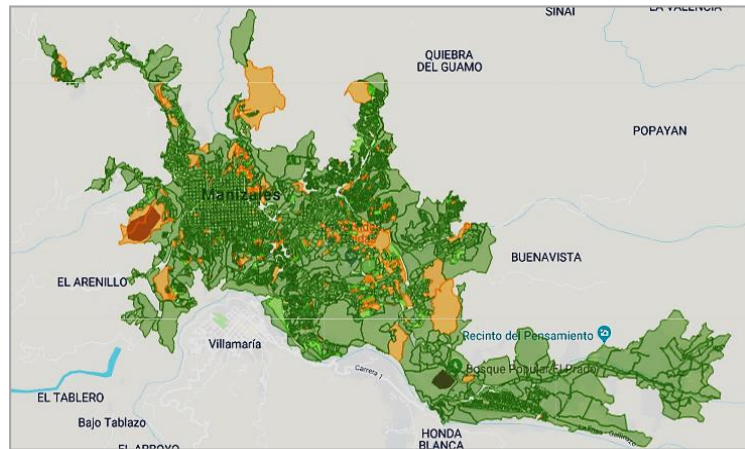 SINAI
LA VALENCIA
QUIEBRA
DEL GUAMO
POPAYAN
Manizales
BUENAVISTA
EL ARENILLO
Recinto del Pensamiento
Villamaría
Bosque Popular El Prado
Carrera 1
EL TABLERO
Bajo Tablazo
HONDA
BLANCA
EL ARROYO